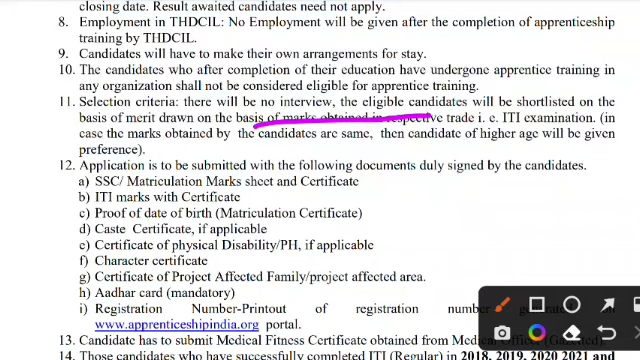 closing date. Result awaited candidates need not apply.
8. Employment in THDCIL: No Employment will be given after the completion of apprenticeship
training by THDCIL.
9. Candidates will have to make their own arrangements for stay.
10. The candidates who after completion of their education have undergone apprentice training in
any organization shall not be considered eligible for apprentice training.
11. Selection criteria: there will be no interview, the eligible candidates will be shortlisted on the
basis of merit drawn on the basis of marks obtained in respective trade i. e. ITI examination. (in
case the marks obtained by the candidates are same, then candidate of higher age will be given
preference).
12. Application is to be submitted with the following documents duly signed by the candidates.
a) SSC/ Matriculation Marks sheet and Certificate
b) ITI marks with Certificate
c) Proof of date of birth (Matriculation Certificate)
d) Caste Certificate, if applicable
e) Certificate of physical Disability/PH, if applicable
f) Character certificate
g) Certificate of Project Affected Family/project affected area.
h) Aadhar card (mandatory)
i) Registration Number-Printout of registration number
www.apprenticeshipindia.org portal.
13. Candidate has to submit Medical Fitness Certificate obtained from Medical
14. Those candidates who have successfully completed ITI (Regular) in 2018, 2019, 2020 2021 and